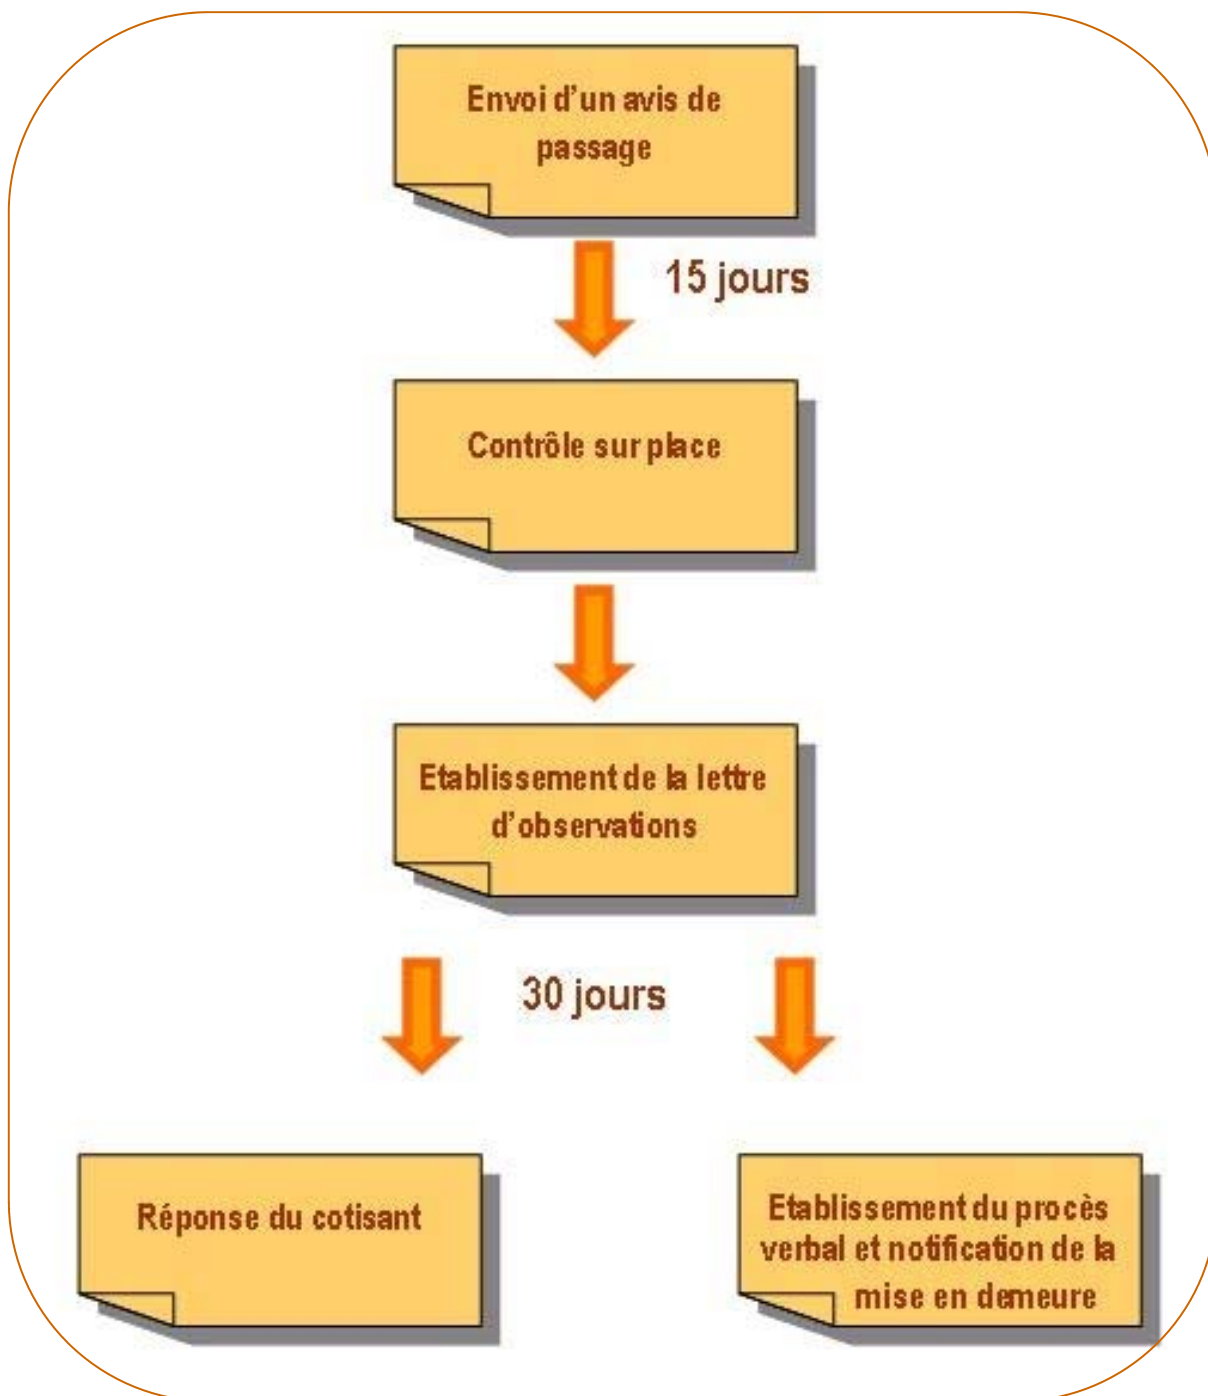 Envoi d'un avis de
passage
15 jours
Contrôle sur place
Etablissement de la lettre
d'observations
30 jours
Réponse du cotisant
Etablissement du procès
verbal et notification de la
mise en demeure